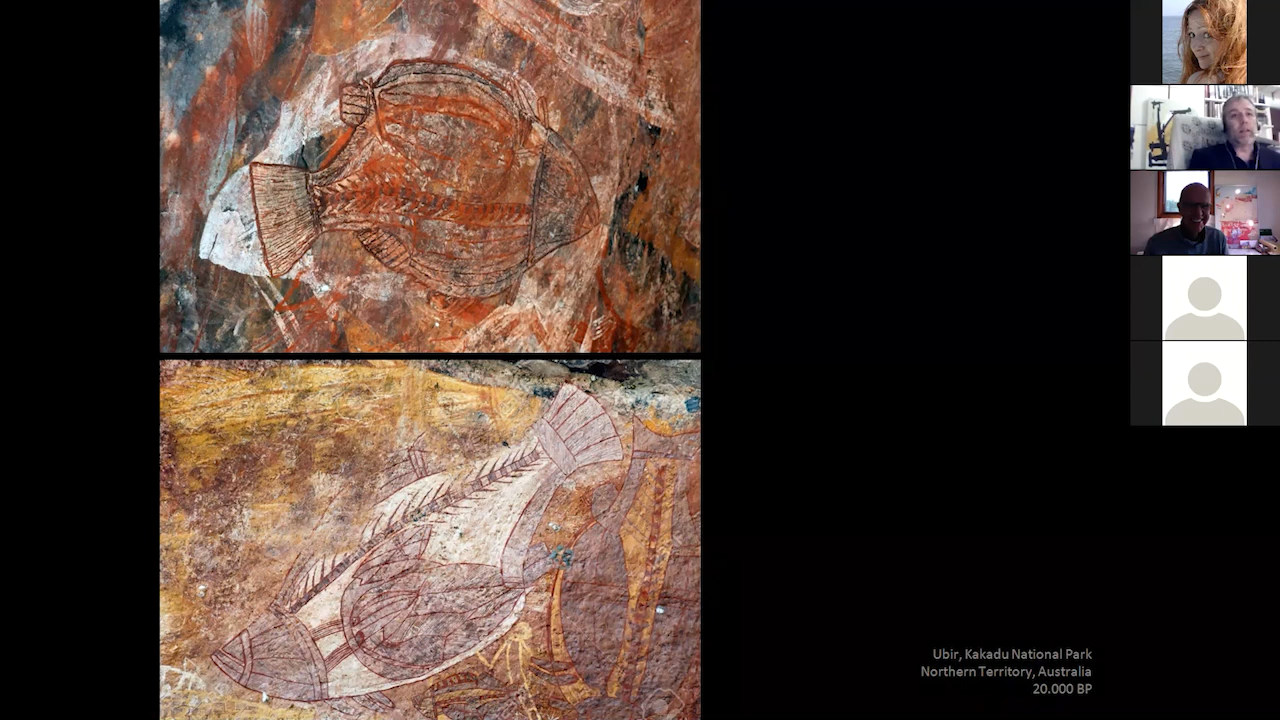 Ubir, Kakadu National Park
Northern Territory, Australia
20.000 BP